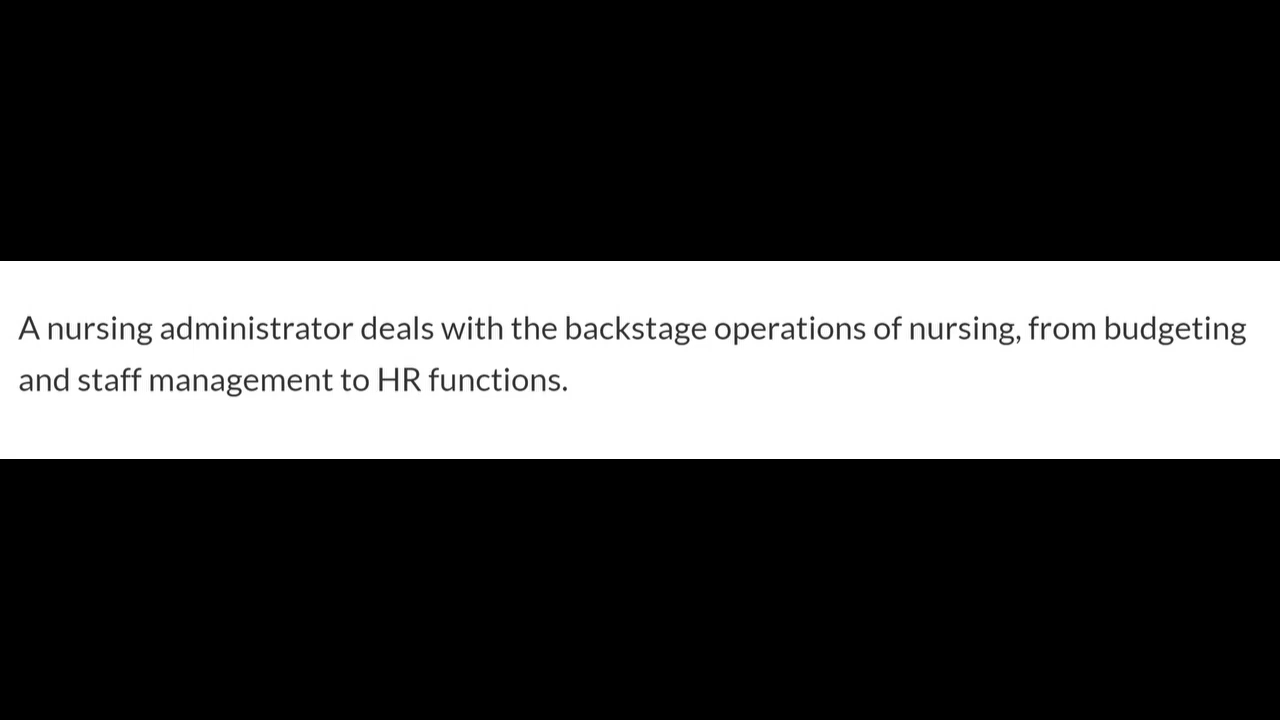 A nursing administrator deals with the backstage operations of nursing, from budgeting
and staff management to HR functions.